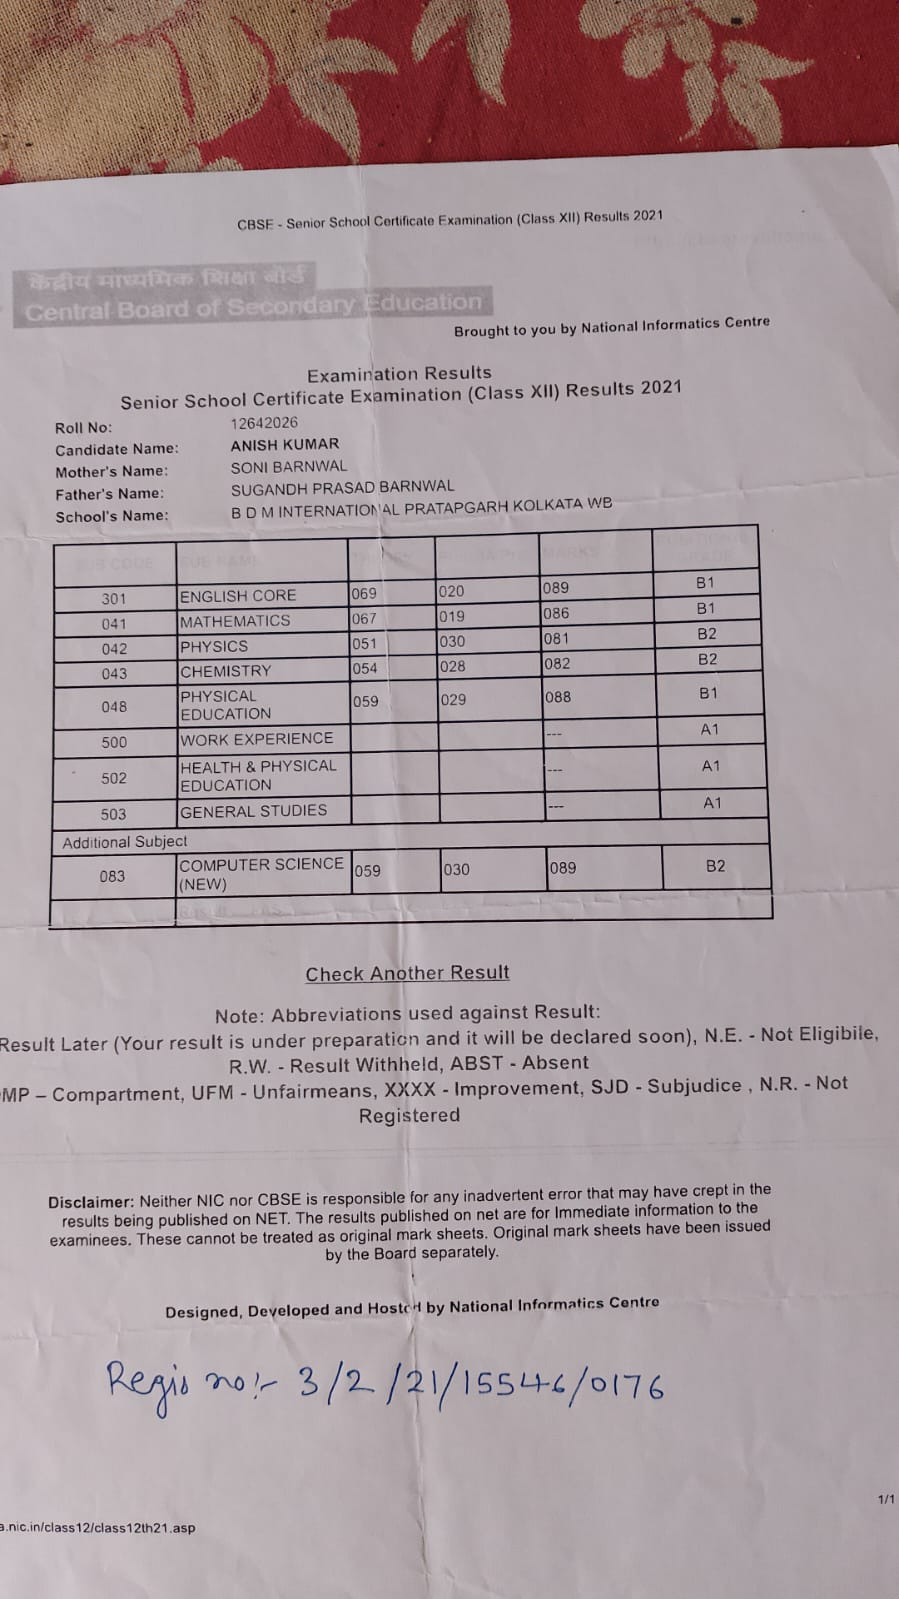 CBSE - Senior School Certificate Examination (Class XII) Results 2021
केंद्रीय माध्यमिक शिक्षा बोर्ड
Central Board of Secondary Education
Brought to you by National Informatics Centre
Examination Results
Senior School Certificate Examination (Class XII) Results 2021
Roll No: 12642026
Candidate Name: ANISH KUMAR
Mother's Name: SONI BARNWAL
Father's Name: SUGANDH PRASAD BARNWAL
School's Name: B D M INTERNATIONAL PRATAPGARH KOLKATA WB
SUB CODE SUB NAME MARKS GRADE
301 ENGLISH CORE 069 020 089 B1
041 MATHEMATICS 067 019 086 B1
042 PHYSICS 051 030 081 B2
043 CHEMISTRY 054 028 082 B2
048 PHYSICAL EDUCATION 059 029 088 B1
500 WORK EXPERIENCE --- A1
502 HEALTH & PHYSICAL EDUCATION --- A1
503 GENERAL STUDIES --- A1
Additional Subject
083 COMPUTER SCIENCE (NEW) 059 030 089 B2
Check Another Result
Note: Abbreviations used against Result:
Result Later (Your result is under preparation and it will be declared soon), N.E. - Not Eligibile,
R.W. - Result Withheld, ABST - Absent
MP – Compartment, UFM - Unfairmeans, XXXX - Improvement, SJD - Subjudice , N.R. - Not
Registered
Disclaimer: Neither NIC nor CBSE is responsible for any inadvertent error that may have crept in the
results being published on NET. The results published on net are for Immediate information to the
examinees. These cannot be treated as original mark sheets. Original mark sheets have been issued
by the Board separately.
Designed, Developed and Hosted by National Informatics Centre
Regis no:- 3/2/21/15546/0176
1/1
a.nic.in/class12/class12th21.asp